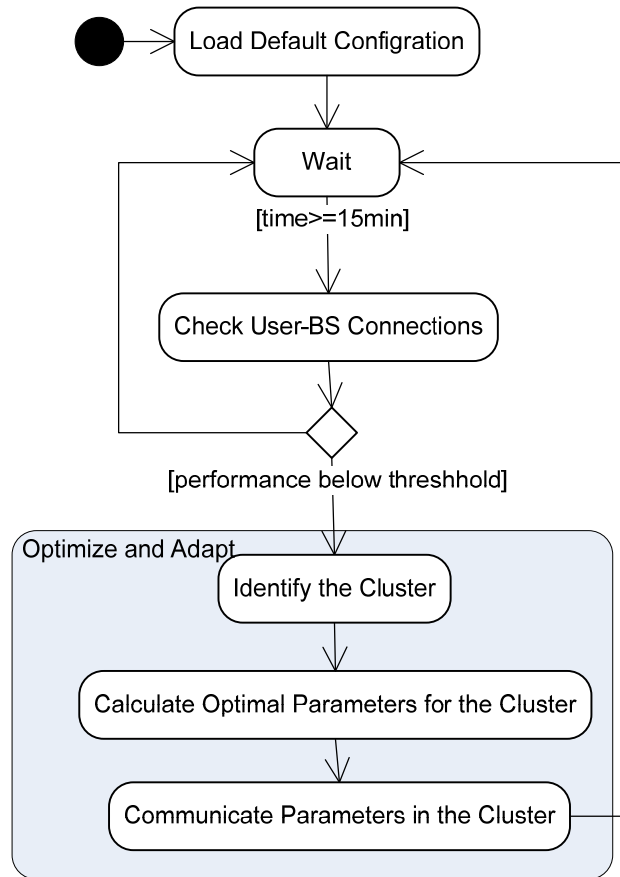 Load Default Configration
Wait
[time>=15min]
Check User-BS Connections
[performance below threshhold]
Optimize and Adapt
Identify the Cluster
Calculate Optimal Parameters for the Cluster
Communicate Parameters in the Cluster